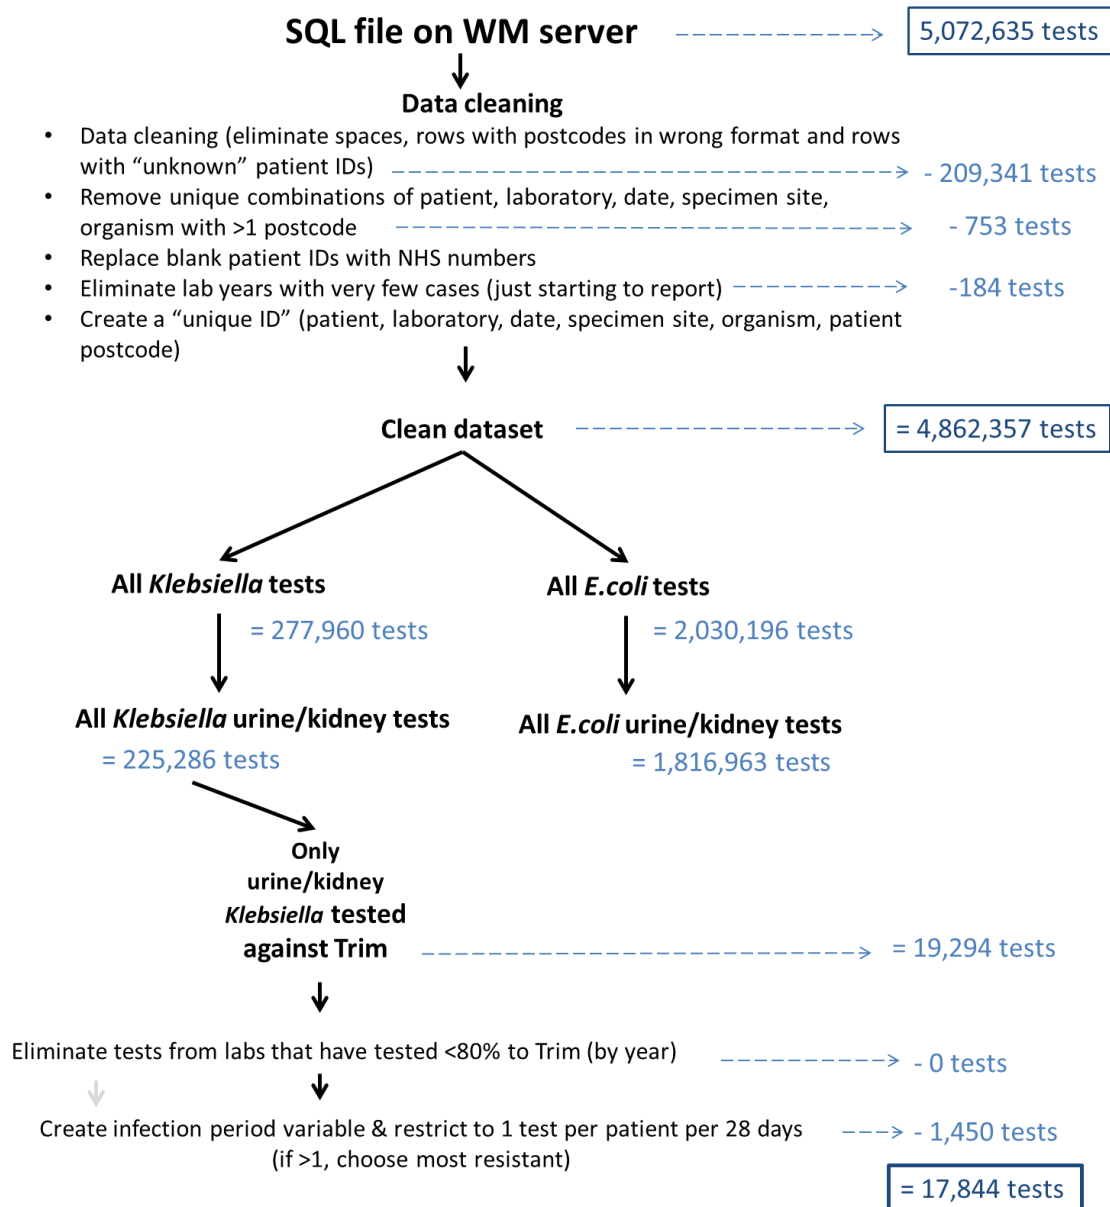 SQL file on WM server
5,072,635 tests
Data cleaning
• Data cleaning (eliminate spaces, rows with postcodes in wrong format and rows
with “unknown” patient IDs)
- 209,341 tests
• Remove unique combinations of patient, laboratory, date, specimen site,
organism with >1 postcode
- 753 tests
• Replace blank patient IDs with NHS numbers
• Eliminate lab years with very few cases (just starting to report)
-184 tests
• Create a “unique ID” (patient, laboratory, date, specimen site, organism, patient
postcode)
Clean dataset
= 4,862,357 tests
All Klebsiella tests
All E.coli tests
= 277,960 tests
= 2,030,196 tests
All Klebsiella urine/kidney tests
All E.coli urine/kidney tests
= 225,286 tests
= 1,816,963 tests
Only
urine/kidney
Klebsiella tested
against Trim
= 19,294 tests
Eliminate tests from labs that have tested <80% to Trim (by year)
- 0 tests
Create infection period variable & restrict to 1 test per patient per 28 days
(if >1, choose most resistant)
- 1,450 tests
= 17,844 tests